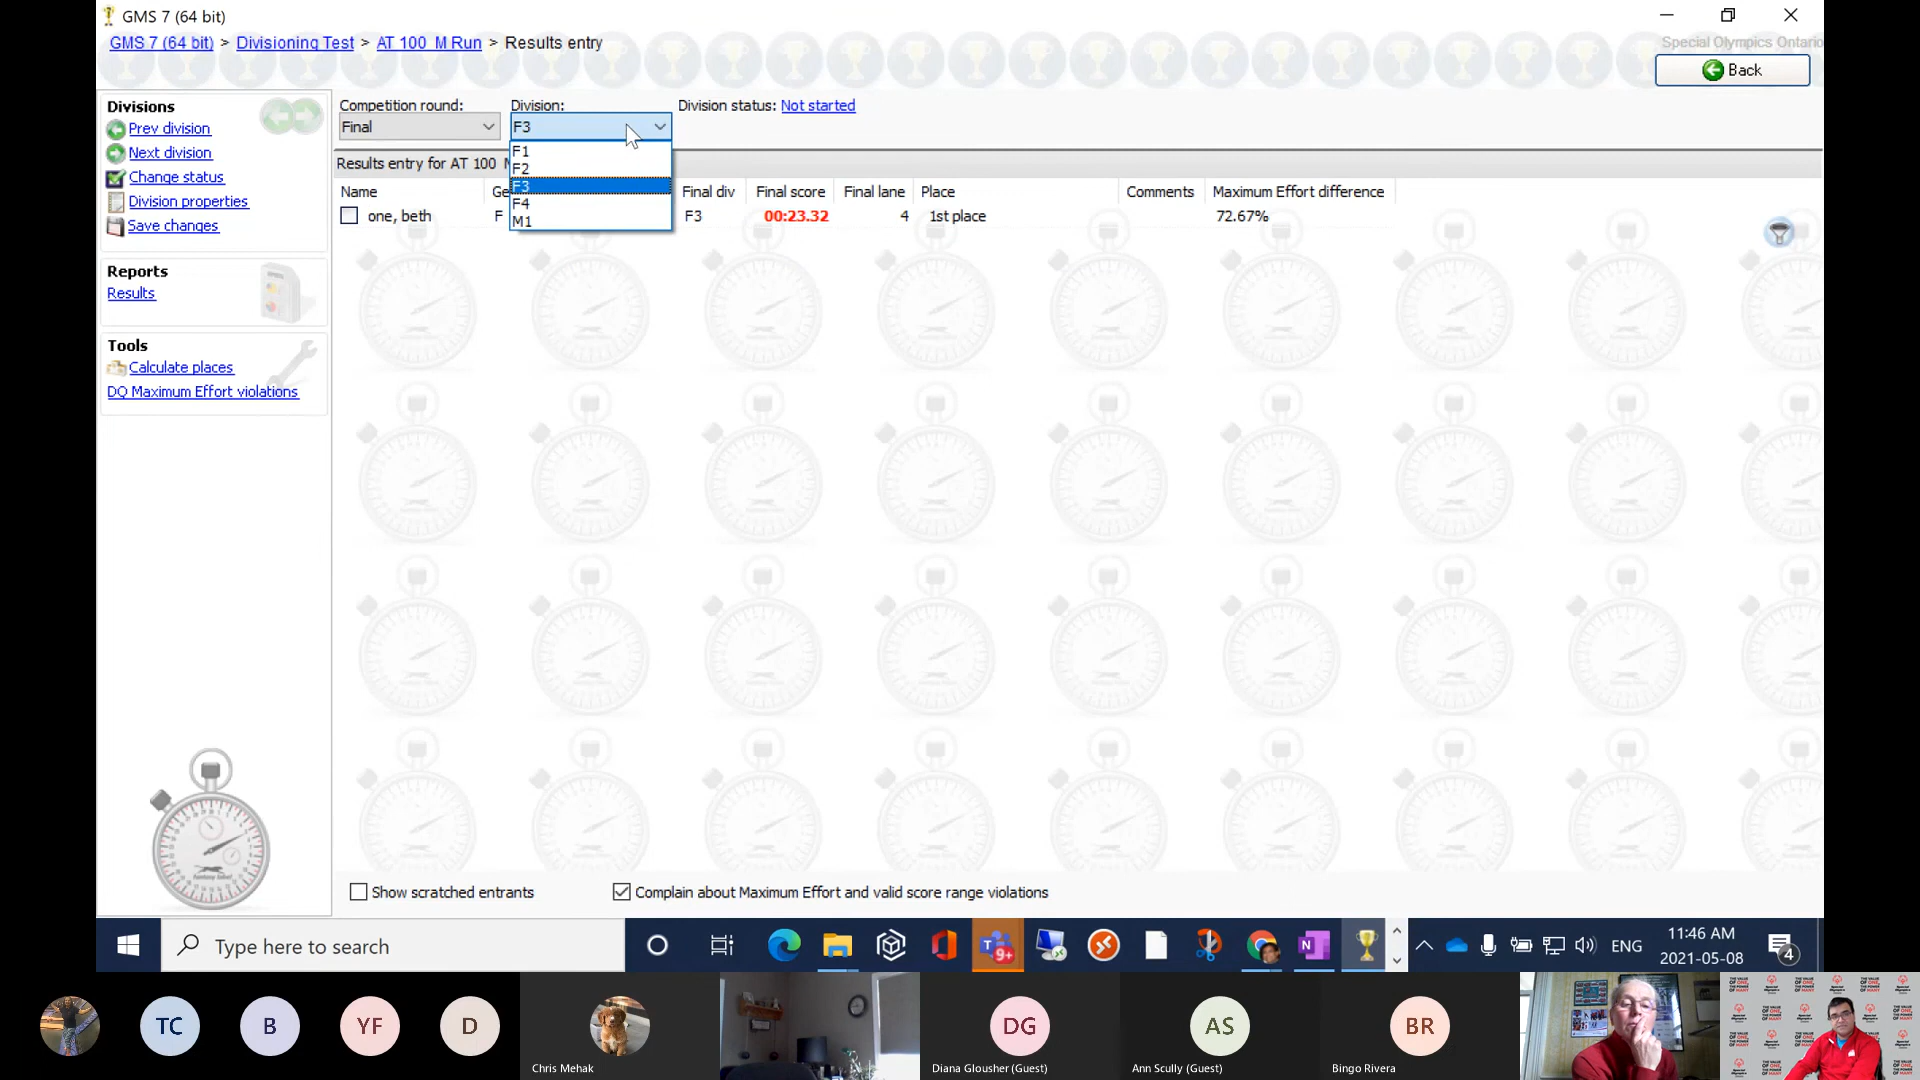 GMS 7 (64 bit)
GMS 7 (64 bit) > Divisioning Test > AT 100 M Run > Results entry
Special Olympics Ontario
Back
Divisions
Prev division
Next division
Change status
Division properties
Save changes
Reports
Results
Tools
Calculate places
DQ Maximum Effort violations
Competition round:
Final
Division:
F3
F1
F2
F3
F4
M1
Division status: Not started
Results entry for AT 100 M
Name Ge Final div Final score Final lane Place Comments Maximum Effort difference
one, beth F F3 00:23.32 4 1st place 72.67%
Show scratched entrants
Complain about Maximum Effort and valid score range violations
Type here to search
9+
N
ENG
11:46 AM
2021-05-08
4
TC
B
YF
D
Chris Mehak
DG
Diana Glousher (Guest)
AS
Ann Scully (Guest)
BR
Bingo Rivera